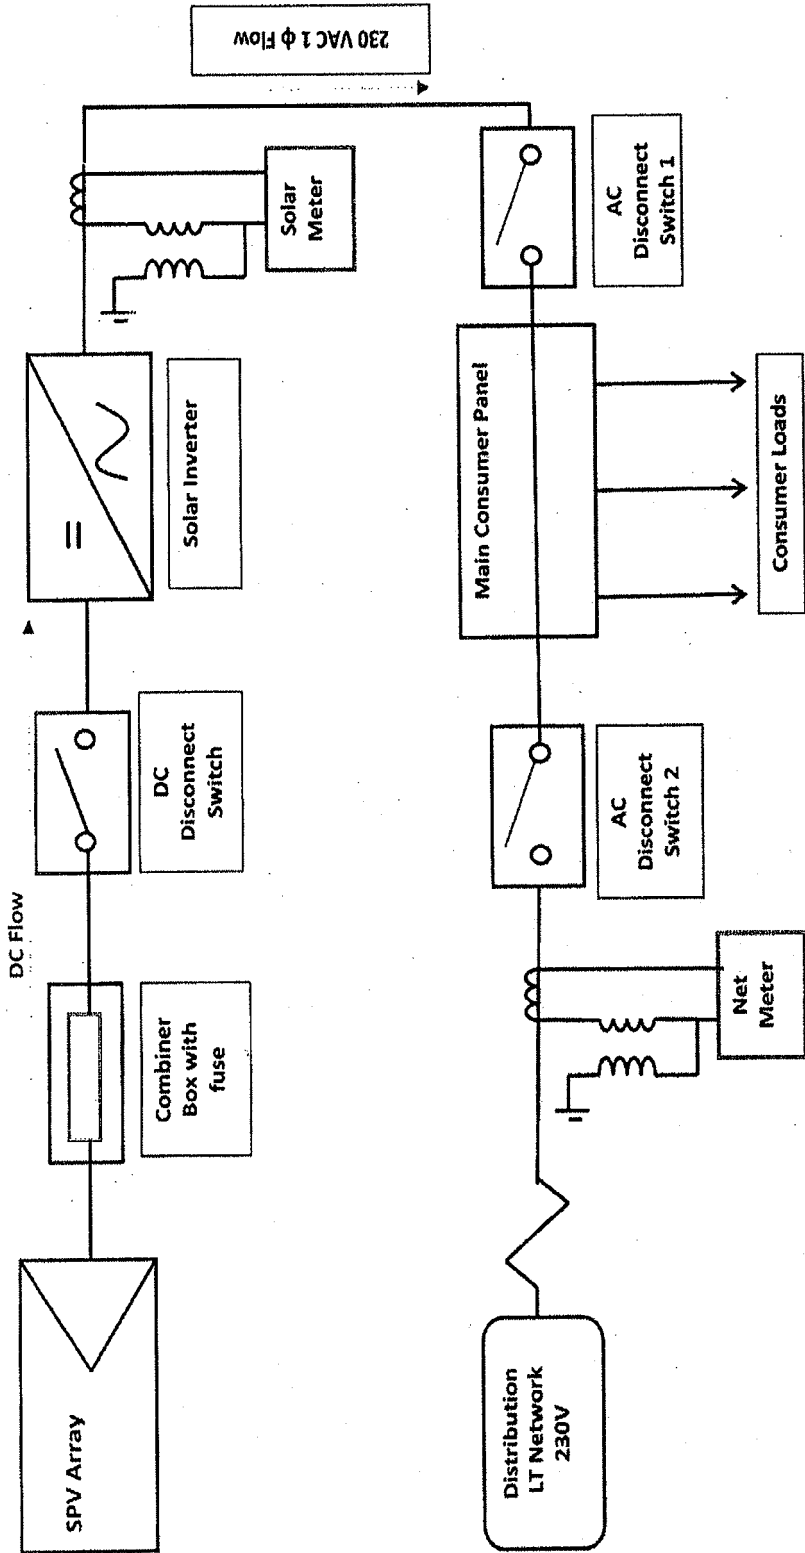 SPV Array
Combiner
Box with
fuse
DC Flow
DC
Disconnect
Switch
Solar Inverter
Solar
Meter
230 VAC 1 ф Flow
AC
Disconnect
Switch 1
Main Consumer Panel
Consumer Loads
AC
Disconnect
Switch 2
Net
Meter
Distribution
LT Network
230V